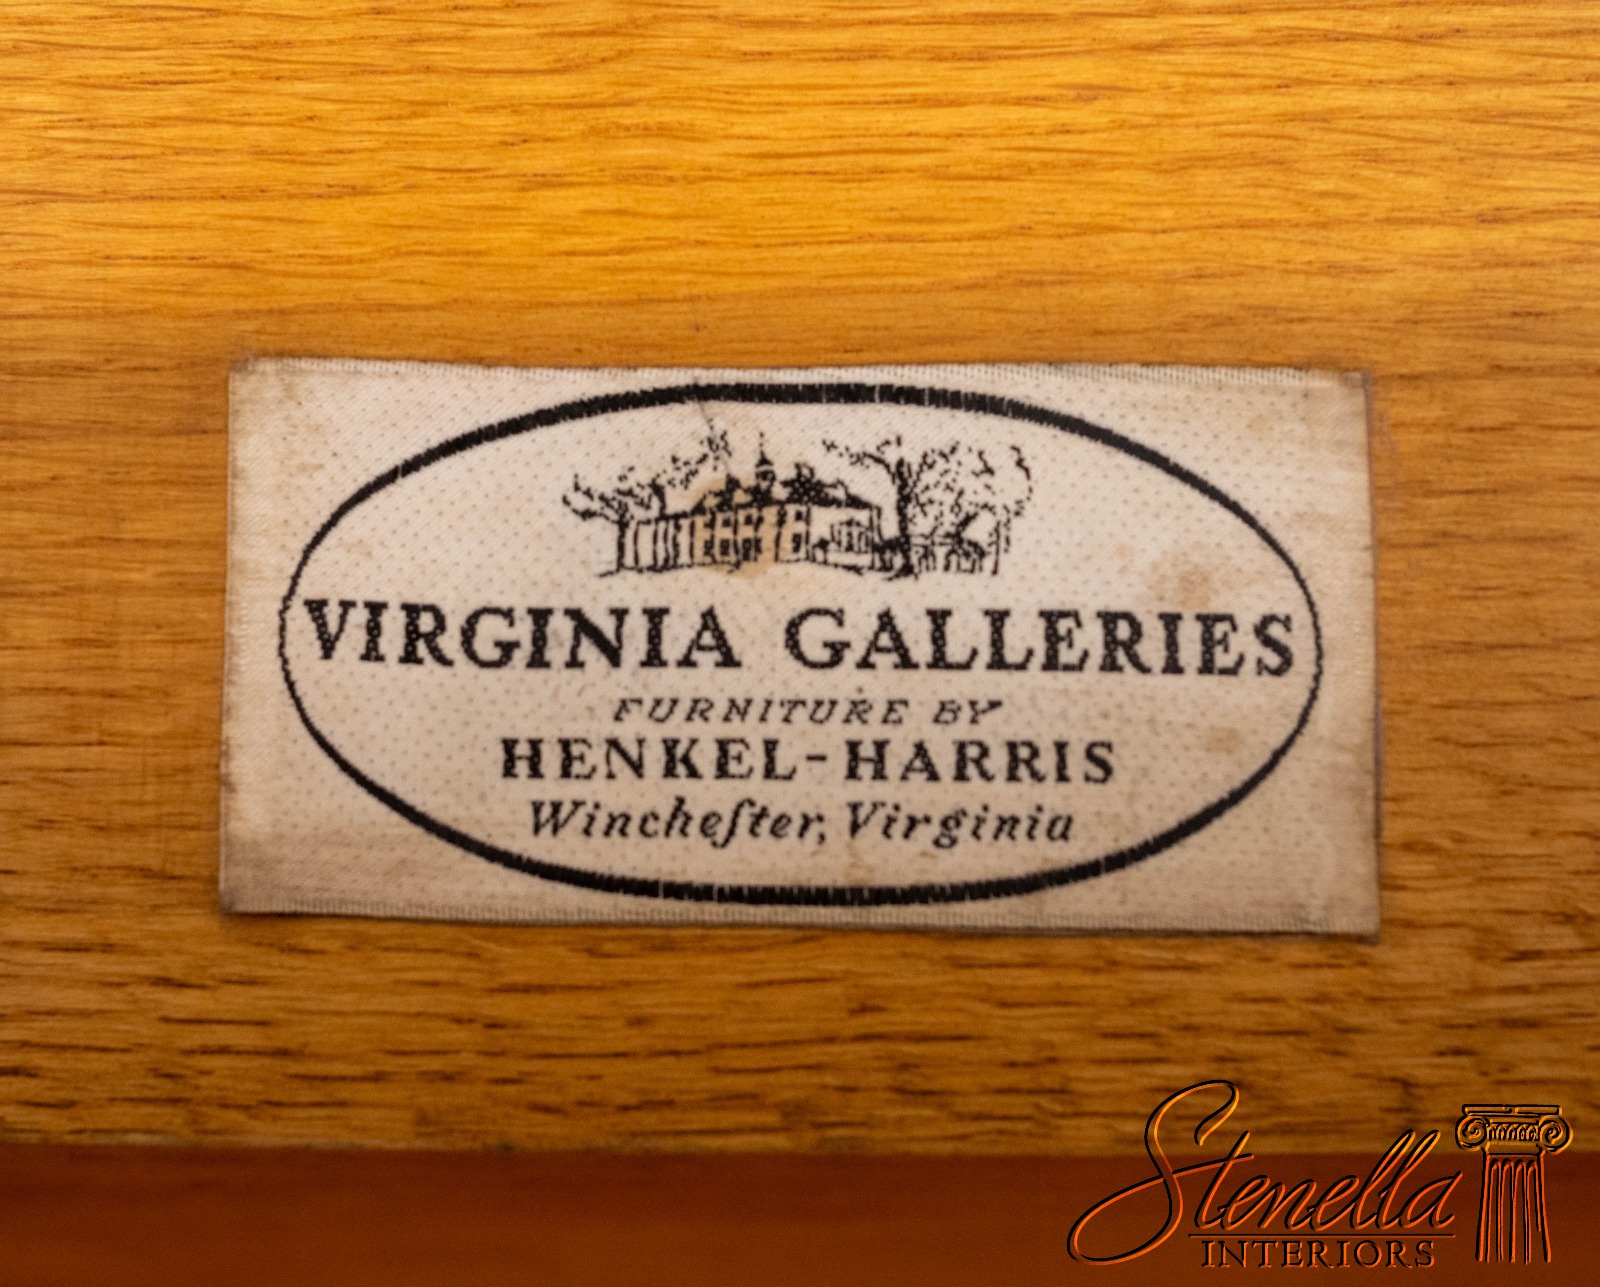 VIRGINIA GALLERIES
FURNITURE BY
HENKEL-HARRIS
Wincheſter, Virginia
Stenella
INTERIORS